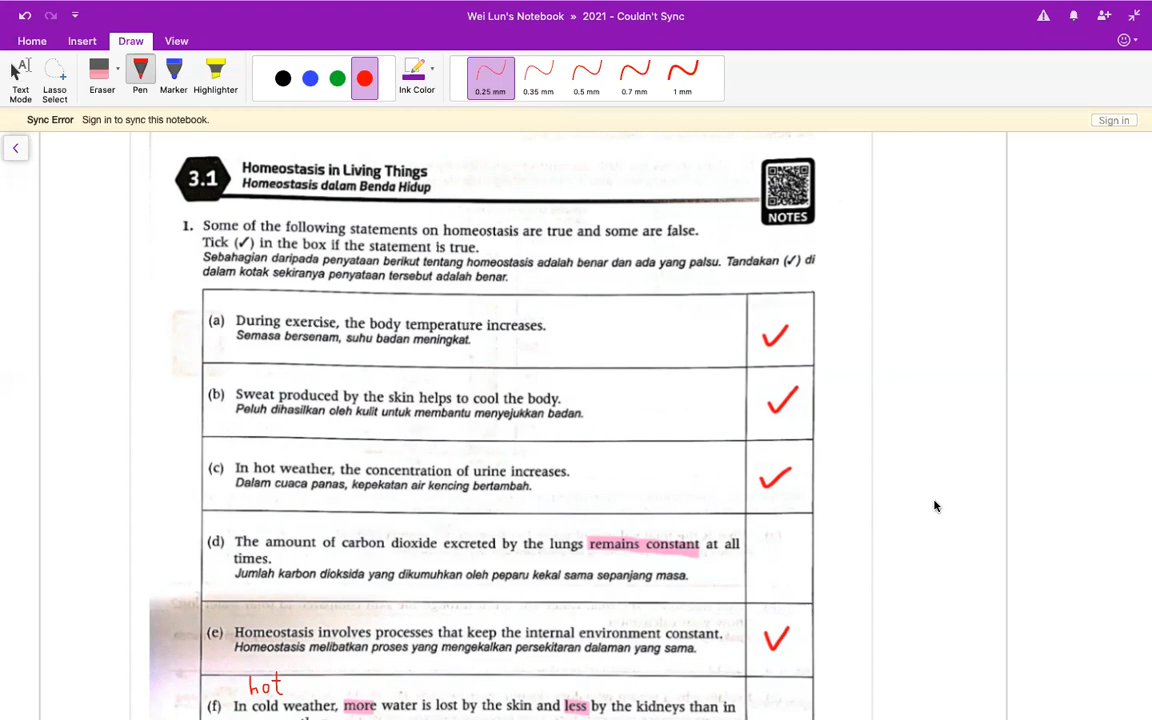 Wei Lun's Notebook » 2021 - Couldn't Sync
Home Insert Draw View
Text Mode
Lasso Select
Eraser
Pen
Marker
Highlighter
Ink Color
0.25 mm
0.35 mm
0.5 mm
0.7 mm
1 mm
Sync Error Sign in to sync this notebook.
Sign in
3.1
Homeostasis in Living Things
Homeostasis dalam Benda Hidup
NOTES
1. Some of the following statements on homeostasis are true and some are false.
Tick (✓) in the box if the statement is true.
Sebahagian daripada penyataan berikut tentang homeostasis adalah benar dan ada yang palsu. Tandakan (✓) di
dalam kotak sekiranya penyataan tersebut adalah benar.
(a) During exercise, the body temperature increases.
Semasa bersenam, suhu badan meningkat.
✓
(b) Sweat produced by the skin helps to cool the body.
Peluh dihasilkan oleh kulit untuk membantu menyejukkan badan.
✓
(c) In hot weather, the concentration of urine increases.
Dalam cuaca panas, kepekatan air kencing bertambah.
✓
(d) The amount of carbon dioxide excreted by the lungs remains constant at all
times.
Jumlah karbon dioksida yang dikumuhkan oleh peparu kekal sama sepanjang masa.
(e) Homeostasis involves processes that keep the internal environment constant.
Homeostasis melibatkan proses yang mengekalkan persekitaran dalaman yang sama.
✓
hot
(f) In cold weather, more water is lost by the skin and less by the kidneys than in